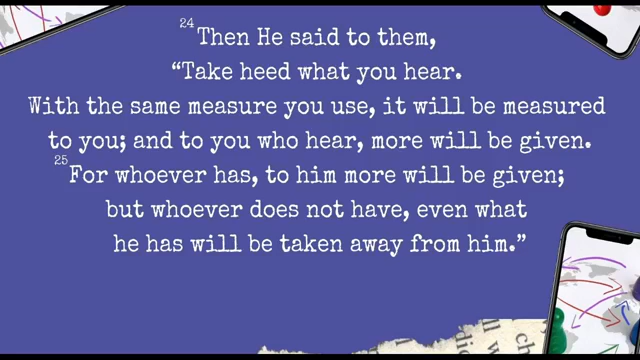 24 Then He said to them,
“Take heed what you hear.
With the same measure you use, it will be measured
to you; and to you who hear, more will be given.
25 For whoever has, to him more will be given;
but whoever does not have, even what
he has will be taken away from him.”